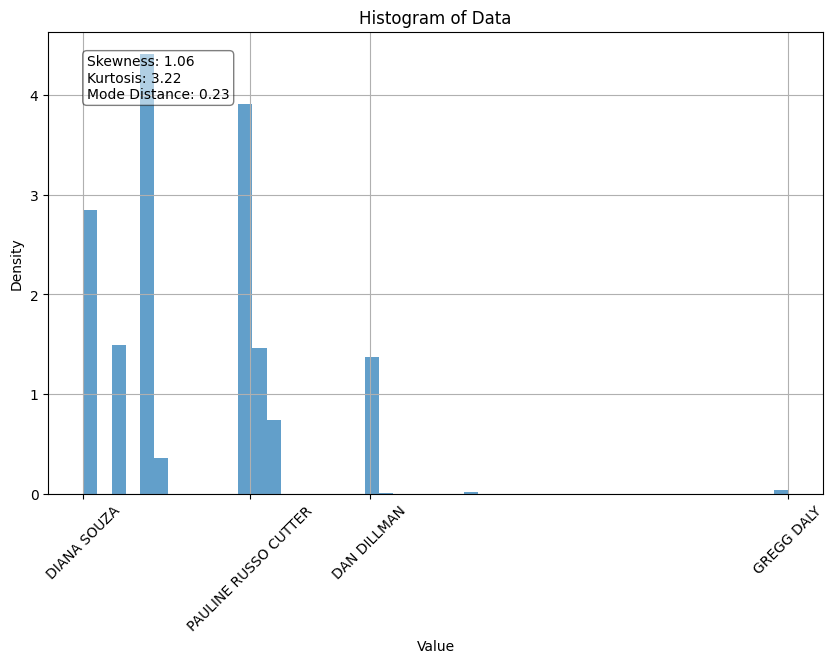 Histogram of Data
Skewness: 1.06
Kurtosis: 3.22
Mode Distance: 0.23
Density
4
3
2
1
0
DIANA SOUZA
PAULINE RUSSO CUTTER
DAN DILLMAN
GREGG DALY
Value